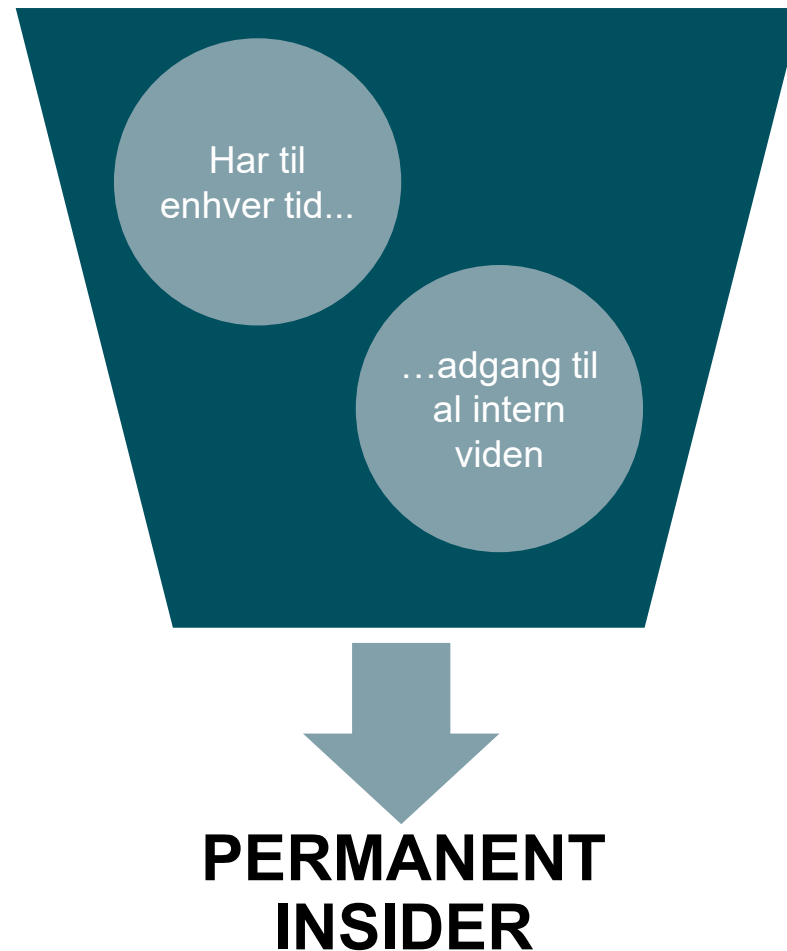 Har til
enhver tid...
…adgang til
al intern
viden
PERMANENT
INSIDER